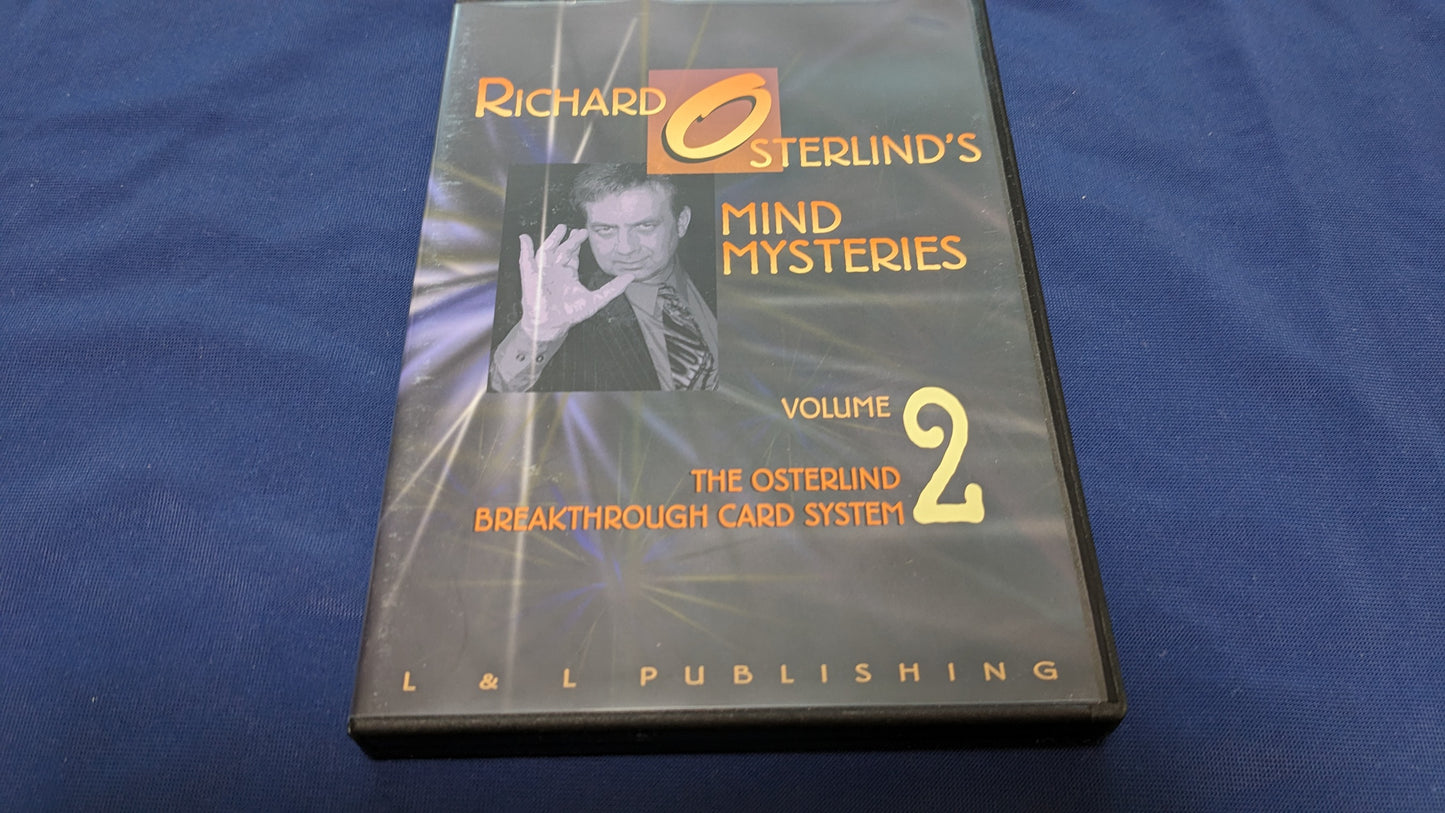 RICHARD
OSTERLIND'S
MIND
MYSTERIES
VOLUME 2
THE OSTERLIND
BREAKTHROUGH CARD SYSTEM
L & L PUBLISHING